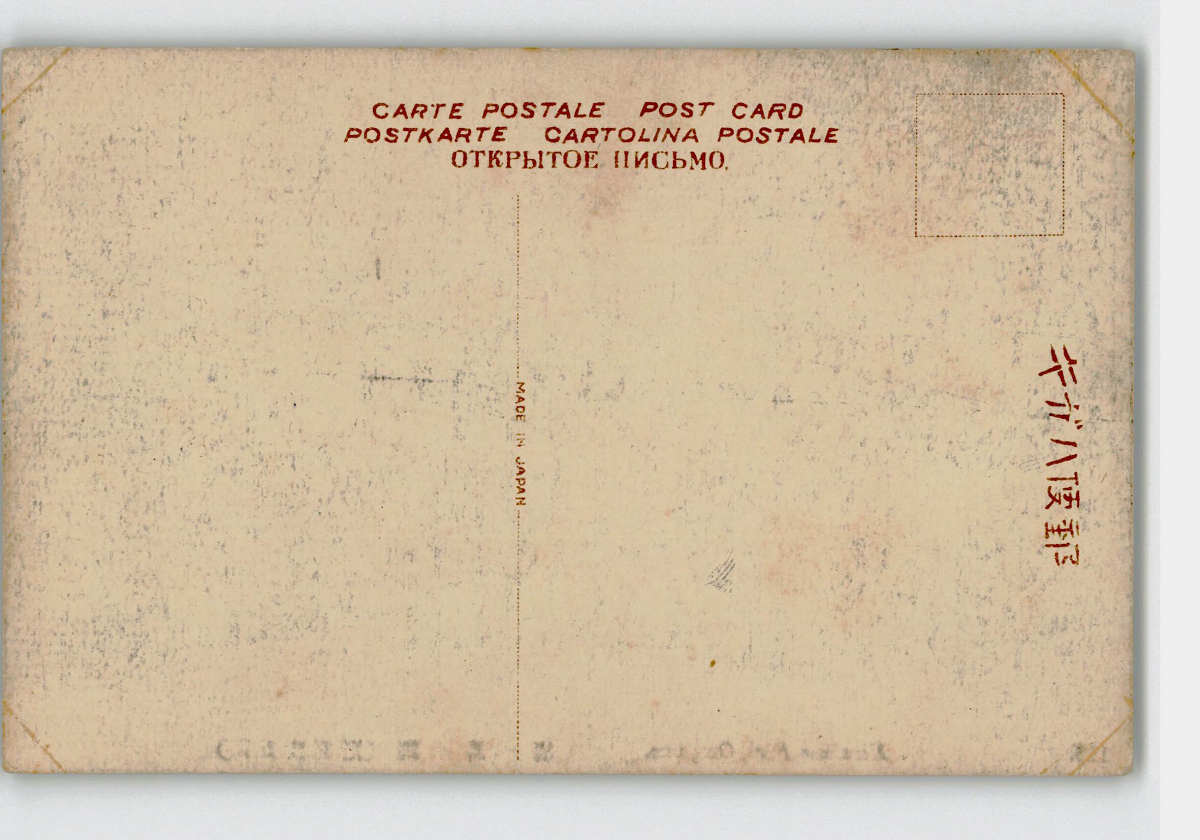 CARTE POSTALE POST CARD
POSTKARTE CARTOLINA POSTALE
ОТКРЫТОЕ ПИСЬМО.
MADE IN JAPAN
郵便ハガキ